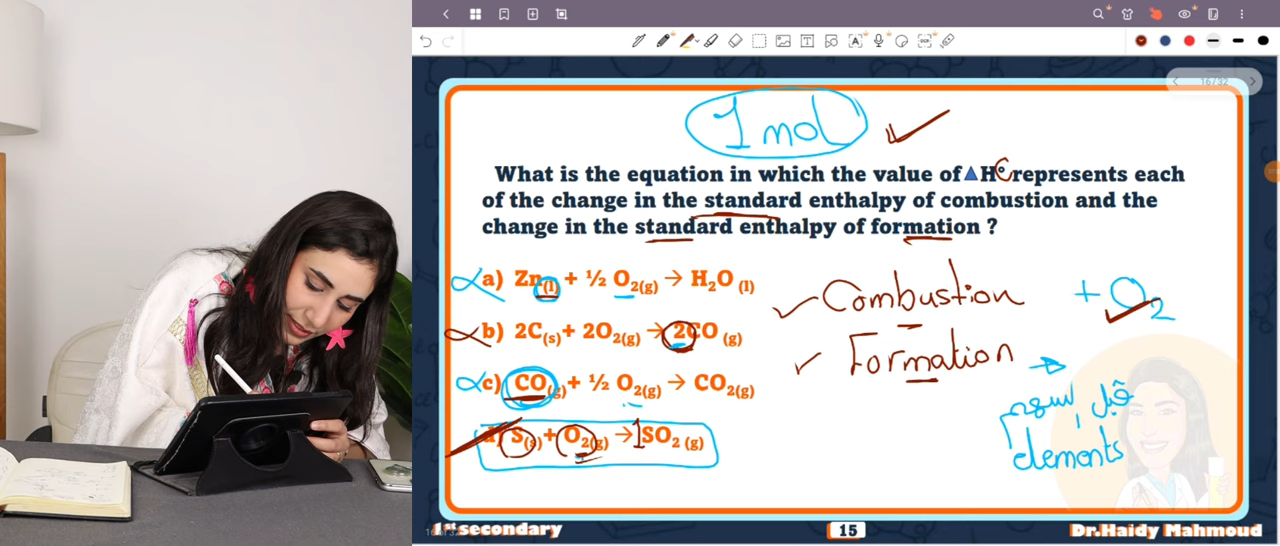 16/32
1 mol
What is the equation in which the value of ΔH°c represents each
of the change in the standard enthalpy of combustion and the
change in the standard enthalpy of formation ?
a) Zn(l) + ½ O2(g) → H2O (l)
b) 2C(s) + 2O2(g) → 2CO (g)
c) CO(g) + ½ O2(g) → CO2(g)
S(s) + O2(g) → 1SO2 (g)
Combustion + O2
Formation →
قبل السهم
elements
1st secondary
15
Dr.Haidy Mahmoud